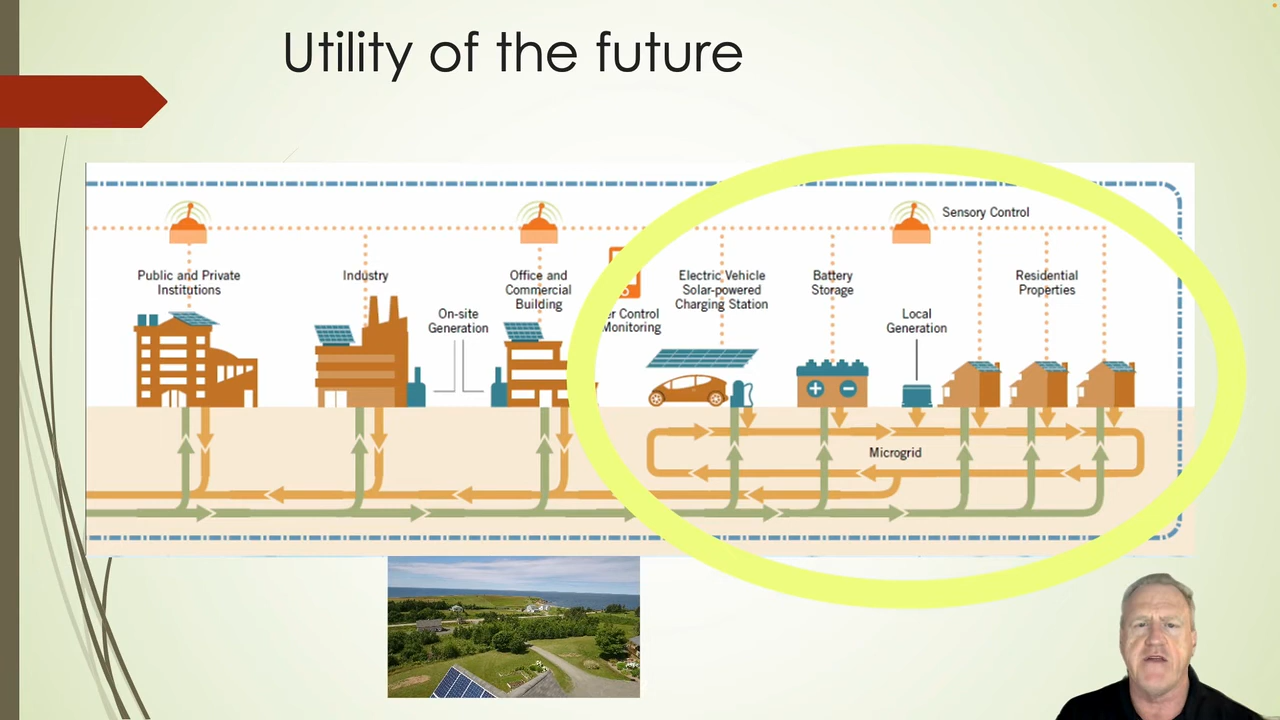 Utility of the future
Sensory Control
Public and Private
Institutions
Industry
On-site
Generation
Office and
Commercial
Building
er Control
Monitoring
Electric Vehicle
Solar-powered
Charging Station
Battery
Storage
Local
Generation
Residential
Properties
Microgrid